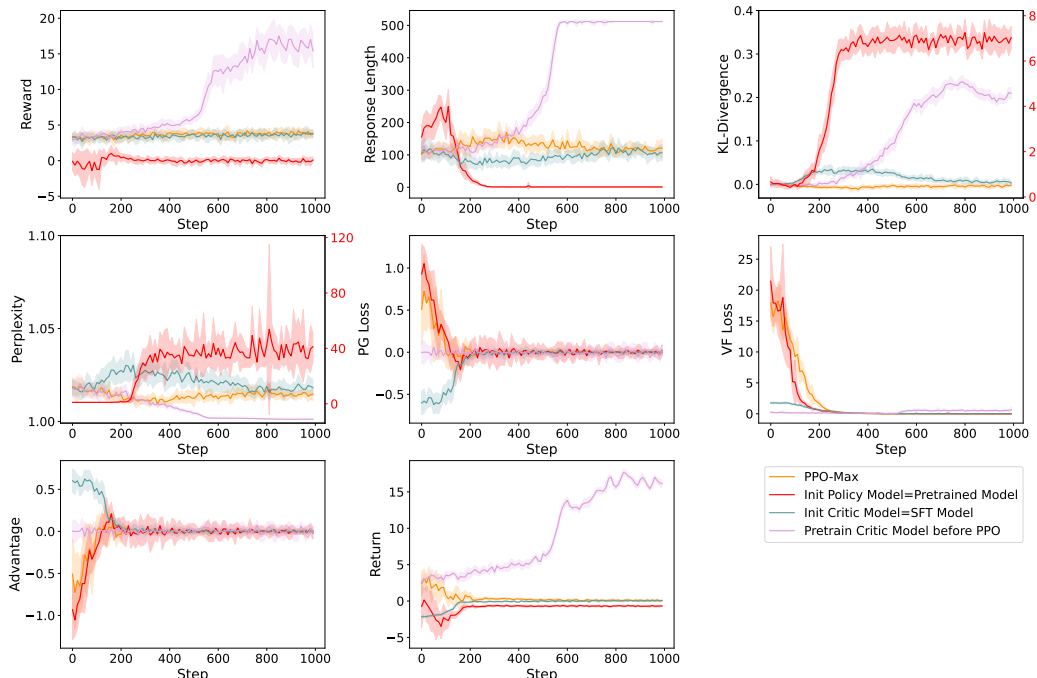 Reward
20
15
10
5
0
−5
0 200 400 600 800 1000
Step
Response Length
500
400
300
200
100
0
0 200 400 600 800 1000
Step
KL-Divergence
0.4
0.3
0.2
0.1
0.0
8
6
4
2
0
0 200 400 600 800 1000
Step
Perplexity
1.10
1.05
1.00
120
80
40
0
0 200 400 600 800 1000
Step
PG Loss
1.0
0.5
0.0
−0.5
0 200 400 600 800 1000
Step
VF Loss
25
20
15
10
5
0
0 200 400 600 800 1000
Step
Advantage
0.5
0.0
−0.5
−1.0
0 200 400 600 800 1000
Step
Return
15
10
5
0
−5
0 200 400 600 800 1000
Step
PPO-Max
Init Policy Model=Pretrained Model
Init Critic Model=SFT Model
Pretrain Critic Model before PPO